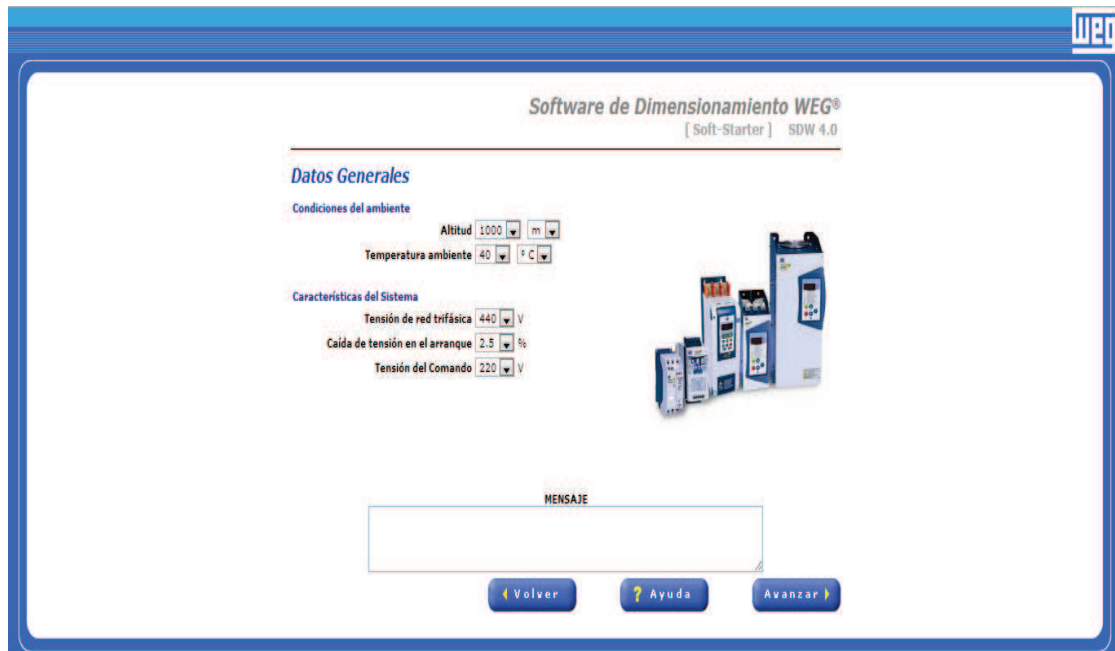 WEG
Software de Dimensionamiento WEG®
[ Soft-Starter ] SDW 4.0
Datos Generales
Condiciones del ambiente
Altitud 1000 m
Temperatura ambiente 40 º C
Características del Sistema
Tensión de red trifásica 440 V
Caída de tensión en el arranque 2.5 %
Tensión del Comando 220 V
MENSAJE
Volver ? Ayuda Avanzar